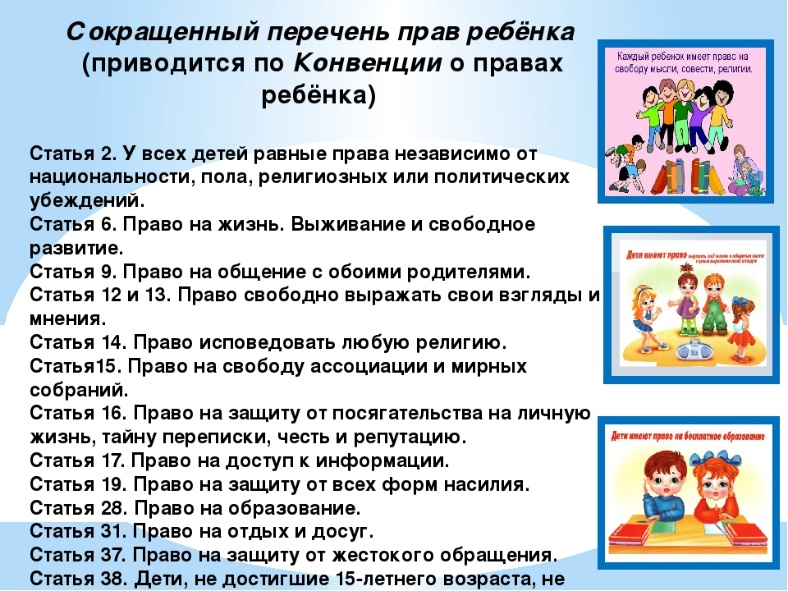 Сокращенный перечень прав ребёнка
(приводится по Конвенции о правах
ребёнка)
Статья 2. У всех детей равные права независимо от
национальности, пола, религиозных или политических
убеждений.
Статья 6. Право на жизнь. Выживание и свободное
развитие.
Статья 9. Право на общение с обоими родителями.
Статья 12 и 13. Право свободно выражать свои взгляды и
мнения.
Статья 14. Право исповедовать любую религию.
Статья15. Право на свободу ассоциации и мирных
собраний.
Статья 16. Право на защиту от посягательства на личную
жизнь, тайну переписки, честь и репутацию.
Статья 17. Право на доступ к информации.
Статья 19. Право на защиту от всех форм насилия.
Статья 28. Право на образование.
Статья 31. Право на отдых и досуг.
Статья 37. Право на защиту от жестокого обращения.
Статья 38. Дети, не достигшие 15-летнего возраста, не
Каждый ребенок имеет право на
свободу мысли, совести, религии.
Дети имеют право
Дети имеют право на бесплатное образование